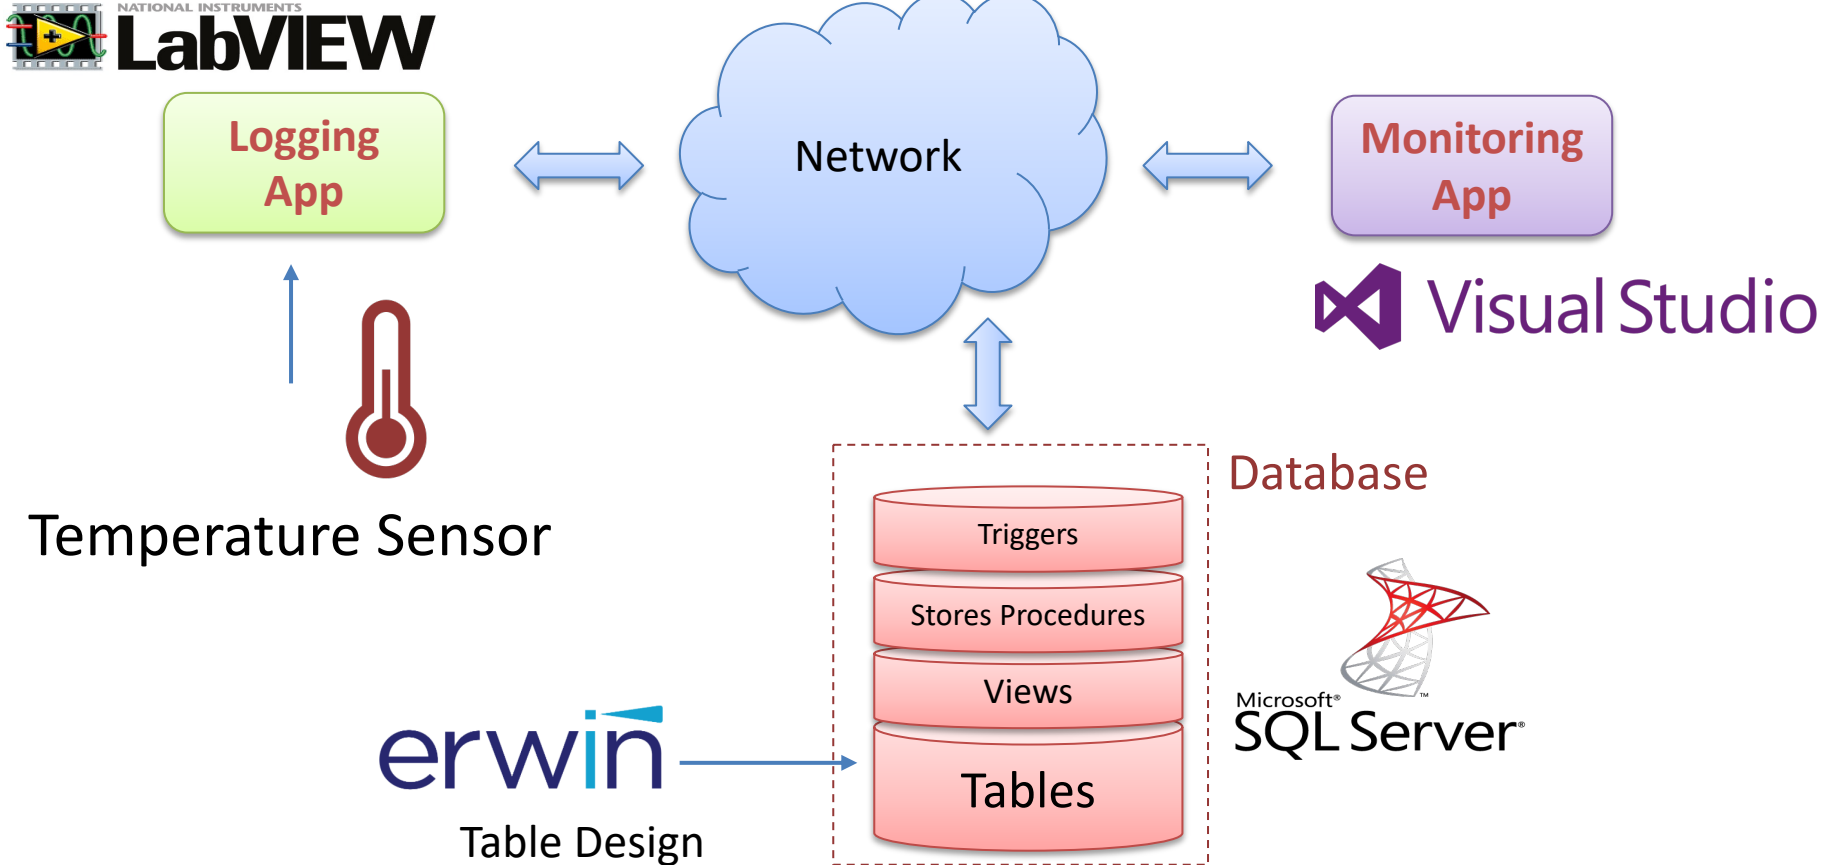 NATIONAL INSTRUMENTS
LabVIEW
Logging
App
Network
Monitoring
App
Visual Studio
Temperature Sensor
Database
Triggers
Stores Procedures
Views
Tables
Microsoft®
SQL Server®
™
erwin
Table Design